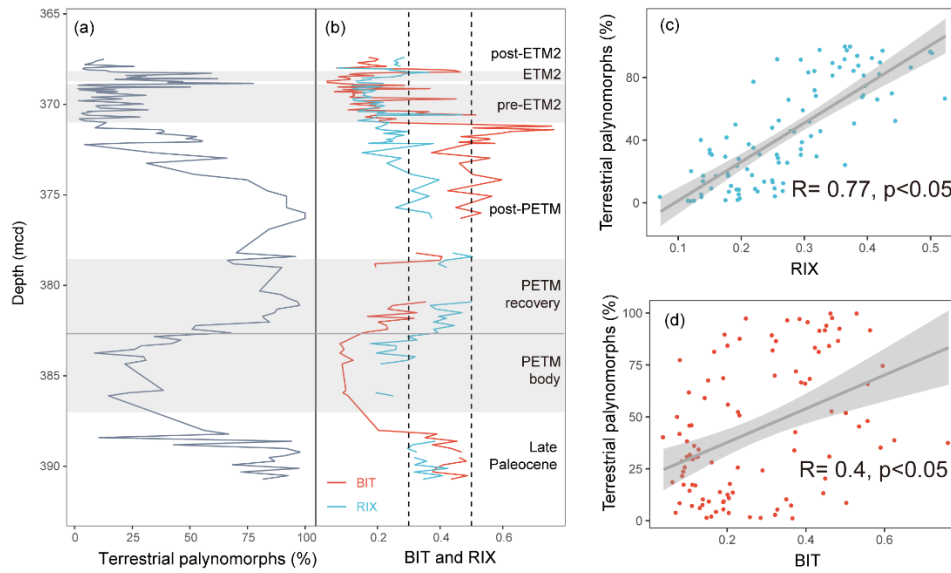 (a)
(b)
post-ETM2
ETM2
pre-ETM2
post-PETM
PETM
recovery
PETM
body
Late
Paleocene
BIT
RIX
370
375
380
385
390
Depth (mcd)
0
25
50
75
100
Terrestrial palynomorphs (%)
0.2
0.4
0.6
BIT and RIX
(c)
80
40
0
Terrestrial palynomorphs (%)
R= 0.77, p<0.05
0.1
0.2
0.3
0.4
0.5
RIX
(d)
100
75
50
25
0
Terrestrial palynomorphs (%)
R= 0.4, p<0.05
0.2
0.4
0.6
BIT